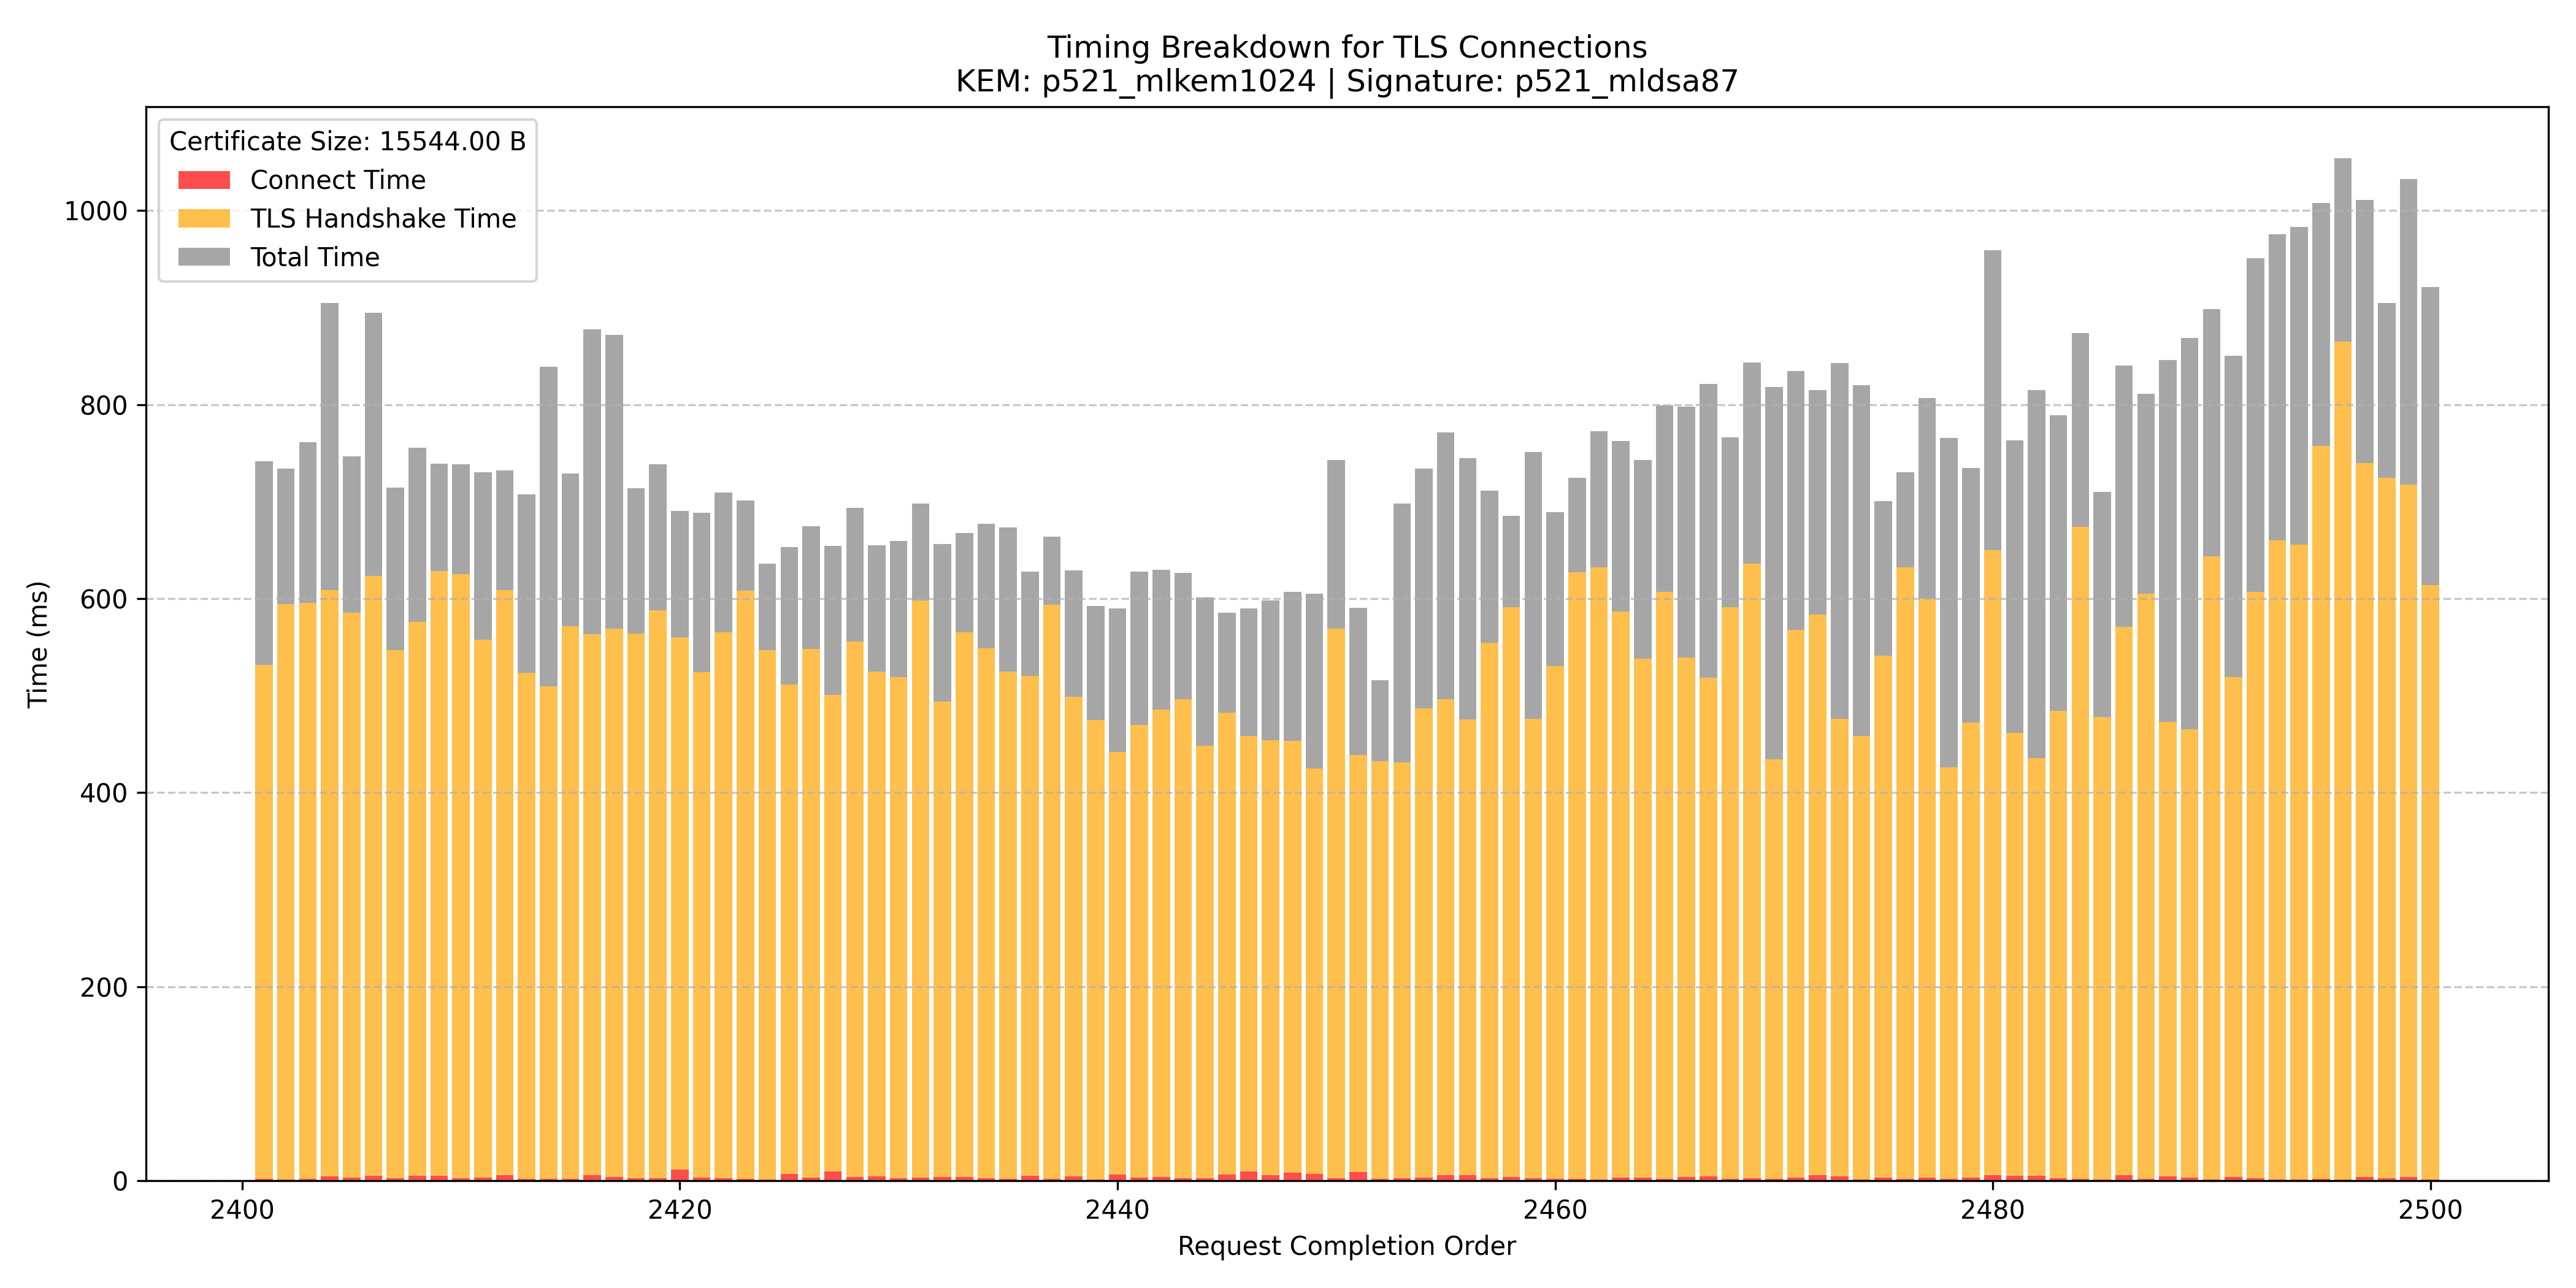 Timing Breakdown for TLS Connections
KEM: p521_mlkem1024 | Signature: p521_mldsa87
Certificate Size: 15544.00 B
Connect Time
TLS Handshake Time
Total Time
Time (ms)
1000
800
600
400
200
0
2400 2420 2440 2460 2480 2500
Request Completion Order